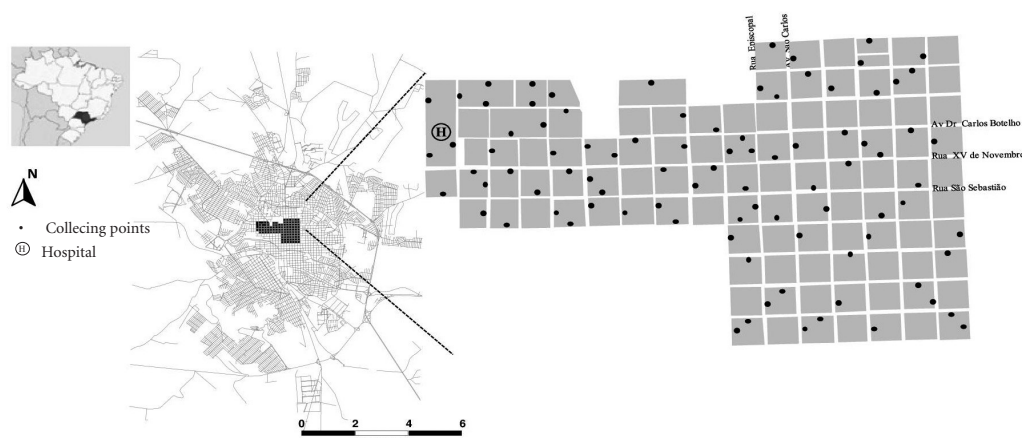 N
Collecing points
H Hospital
0 2 4 6
H
Rua Episcopal
Av São Carlos
Av Dr Carlos Botelho
Rua XV de Novembro
Rua São Sebastião